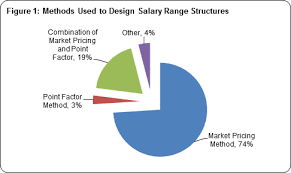 Figure 1: Methods Used to Design Salary Range Structures
Combination of
Market Pricing
and Point
Factor, 19%
Other, 4%
Point Factor
Method, 3%
Market Pricing
Method, 74%